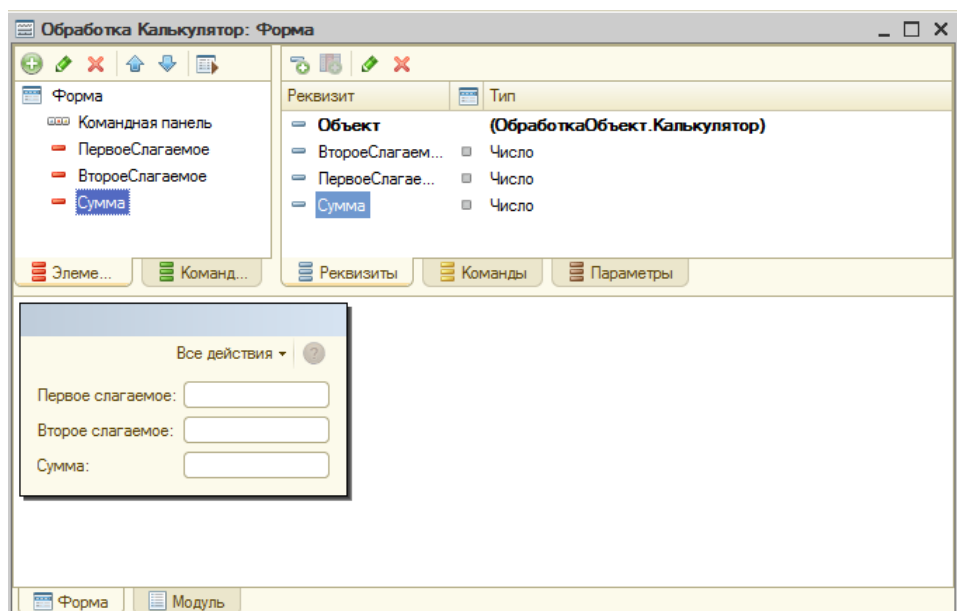 Обработка Калькулятор: Форма
Форма
Командная панель
ПервоеСлагаемое
ВтороеСлагаемое
Сумма
Элеме...
Команд...
Реквизит Тип
Объект (ОбработкаОбъект.Калькулятор)
ВтороеСлагаем... Число
ПервоеСлагае... Число
Сумма Число
Реквизиты
Команды
Параметры
Все действия
?
Первое слагаемое:
Второе слагаемое:
Сумма:
Форма
Модуль